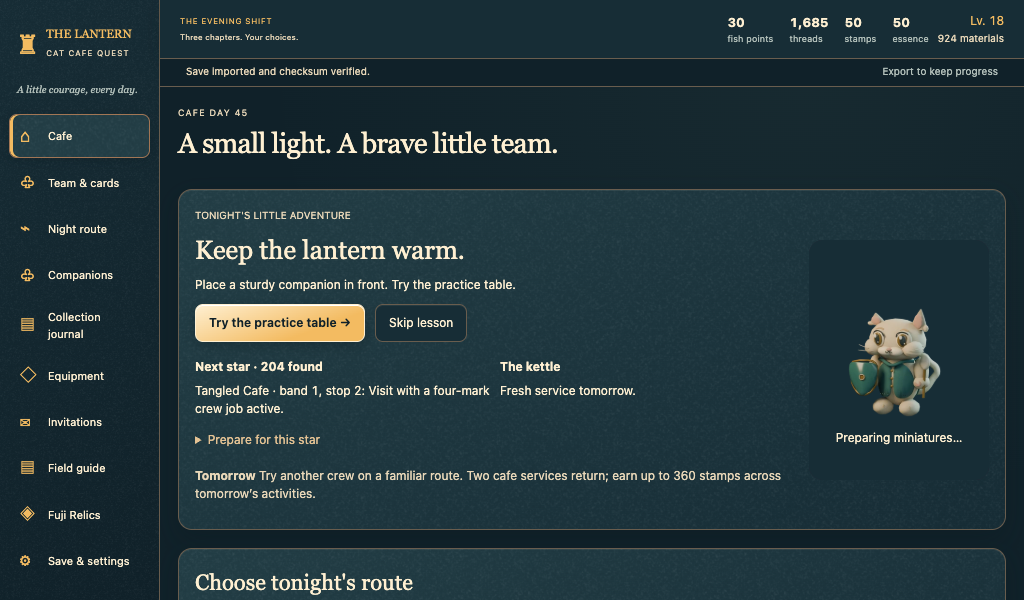 THE LANTERN
CAT CAFE QUEST
A little courage, every day.
Cafe
Team & cards
Night route
Companions
Collection
journal
Equipment
Invitations
Field guide
Fuji Relics
Save & settings
THE EVENING SHIFT
Three chapters. Your choices.
30
fish points
1,685
threads
50
stamps
50
essence
Lv. 18
924 materials
Save imported and checksum verified.
Export to keep progress
CAFE DAY 45
A small light. A brave little team.
TONIGHT'S LITTLE ADVENTURE
Keep the lantern warm.
Place a sturdy companion in front. Try the practice table.
Try the practice table →
Skip lesson
Next star · 204 found
Tangled Cafe · band 1, stop 2: Visit with a four-mark
crew job active.
The kettle
Fresh service tomorrow.
Prepare for this star
Tomorrow Try another crew on a familiar route. Two cafe services return; earn up to 360 stamps across
tomorrow's activities.
Preparing miniatures…
Choose tonight's route